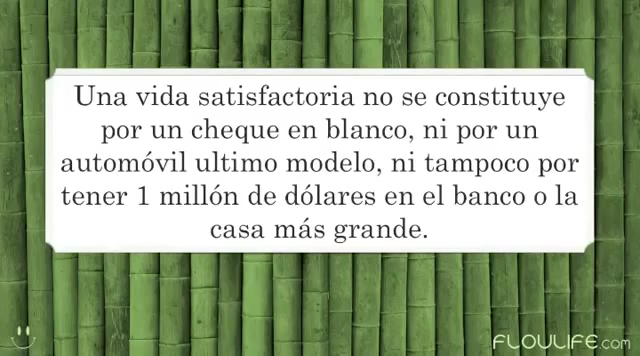 Una vida satisfactoria no se constituye
por un cheque en blanco, ni por un
automóvil ultimo modelo, ni tampoco por
tener 1 millón de dólares en el banco o la
casa más grande.
FLOULIFE.com